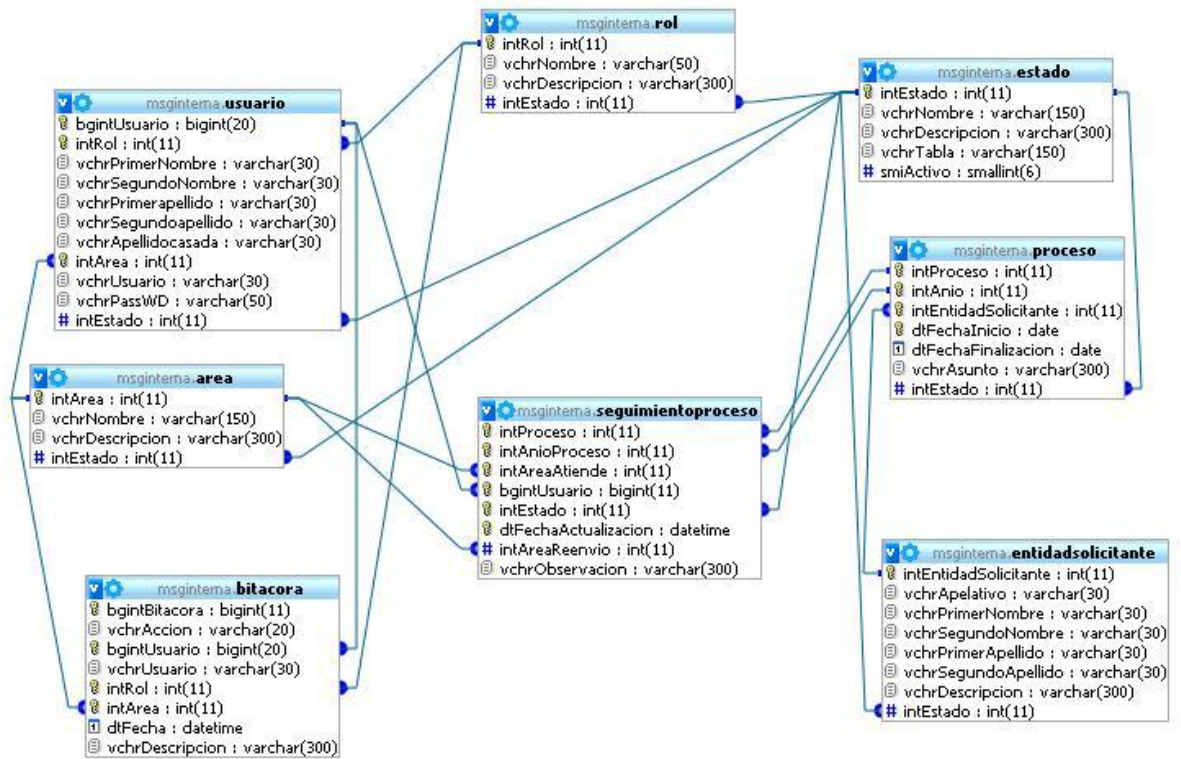 msginterna.usuario
bgintUsuario : bigint(20)
intRol : int(11)
vchrPrimerNombre : varchar(30)
vchrSegundoNombre : varchar(30)
vchrPrimerapellido : varchar(30)
vchrSegundoapellido : varchar(30)
vchrApellidocasada : varchar(30)
intArea : int(11)
vchrUsuario : varchar(30)
vchrPassWD : varchar(50)
# intEstado : int(11)
msginterna.area
intArea : int(11)
vchrNombre : varchar(150)
vchrDescripcion : varchar(300)
# intEstado : int(11)
msginterna.bitacora
bgintBitacora : bigint(11)
vchrAccion : varchar(20)
bgintUsuario : bigint(20)
vchrUsuario : varchar(30)
intRol : int(11)
intArea : int(11)
dtFecha : datetime
vchrDescripcion : varchar(300)
msginterna.rol
intRol : int(11)
vchrNombre : varchar(50)
vchrDescripcion : varchar(300)
# intEstado : int(11)
msginterna.seguimientoproceso
intProceso : int(11)
intAnioProceso : int(11)
intAreaAtiende : int(11)
bgintUsuario : bigint(11)
intEstado : int(11)
dtFechaActualizacion : datetime
# intAreaReenvio : int(11)
vchrObservacion : varchar(300)
msginterna.estado
intEstado : int(11)
vchrNombre : varchar(150)
vchrDescripcion : varchar(300)
vchrTabla : varchar(150)
# smiActivo : smallint(6)
msginterna.proceso
intProceso : int(11)
intAnio : int(11)
intEntidadSolicitante : int(11)
dtFechaInicio : date
dtFechaFinalizacion : date
vchrAsunto : varchar(300)
# intEstado : int(11)
msginterna.entidadsolicitante
intEntidadSolicitante : int(11)
vchrApelativo : varchar(30)
vchrPrimerNombre : varchar(30)
vchrSegundoNombre : varchar(30)
vchrPrimerApellido : varchar(30)
vchrSegundoApellido : varchar(30)
vchrDescripcion : varchar(300)
# intEstado : int(11)